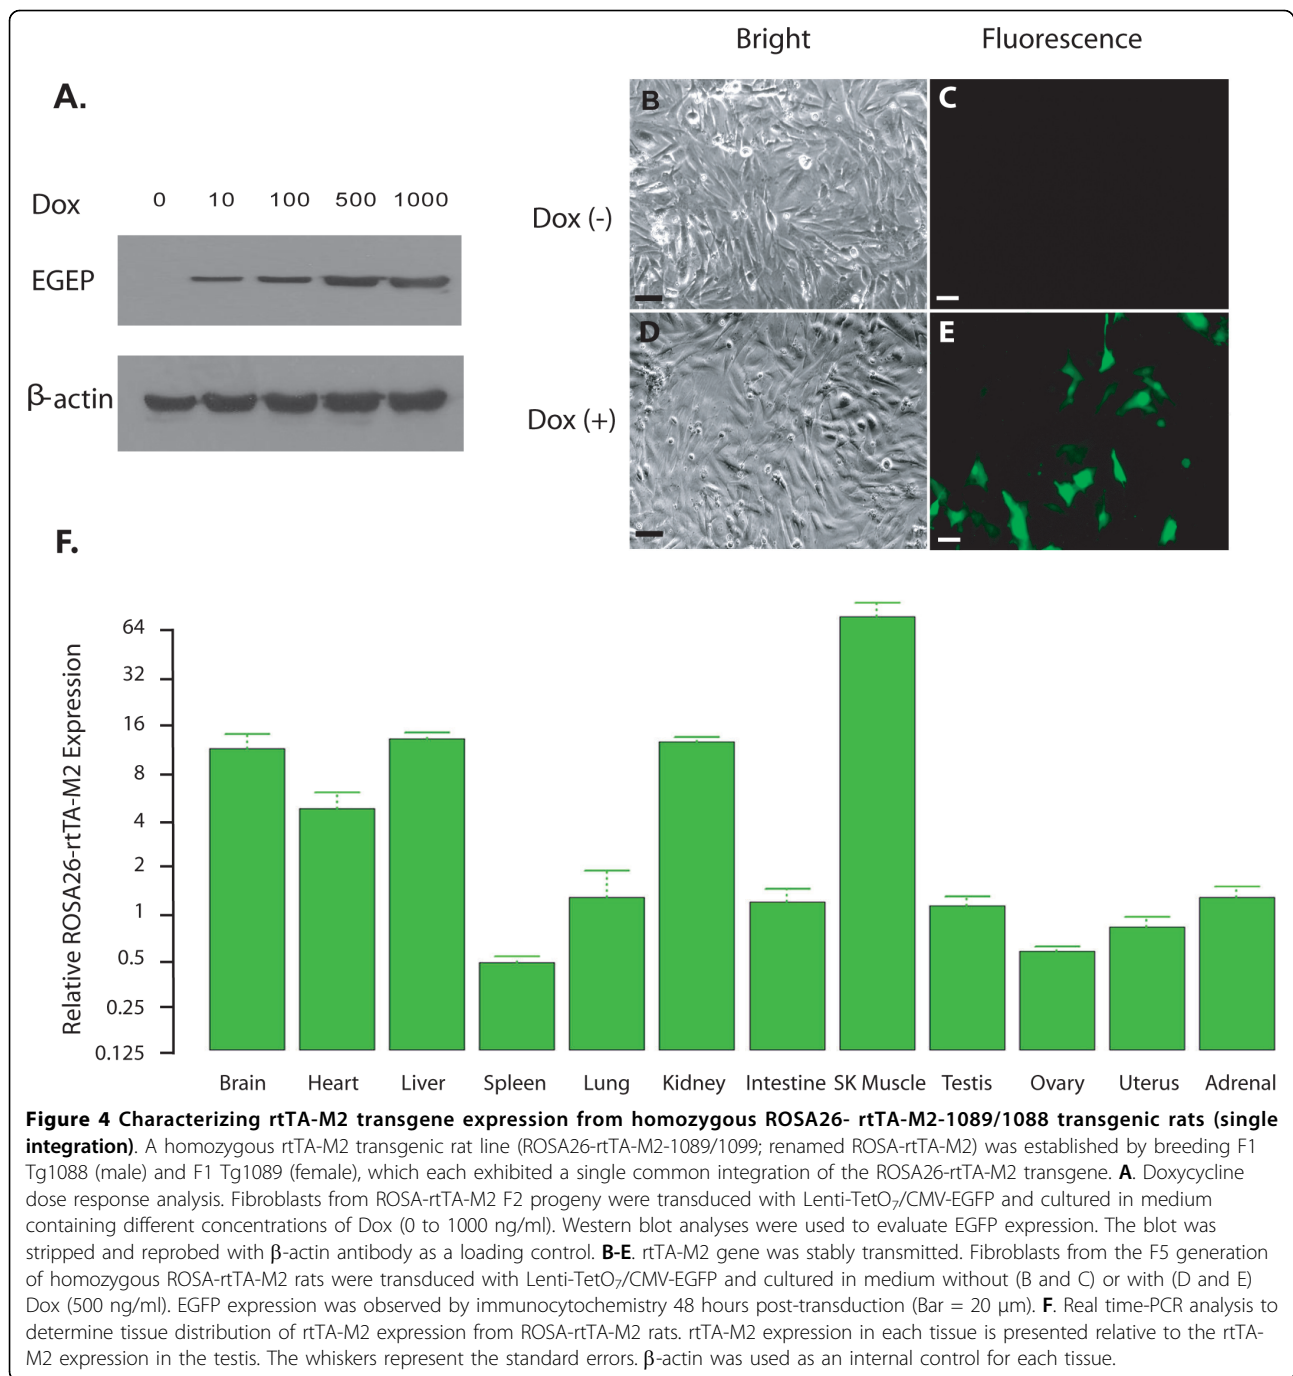 Bright Fluorescence
A.
B C
Dox 0 10 100 500 1000
Dox (-)
EGEP
D E
β-actin
Dox (+)
F.
Relative ROSA26-rtTA-M2 Expression
64
32
16
8
4
2
1
0.5
0.25
0.125
Brain Heart Liver Spleen Lung Kidney Intestine SK Muscle Testis Ovary Uterus Adrenal
Figure 4 Characterizing rtTA-M2 transgene expression from homozygous ROSA26- rtTA-M2-1089/1088 transgenic rats (single
integration). A homozygous rtTA-M2 transgenic rat line (ROSA26-rtTA-M2-1089/1099; renamed ROSA-rtTA-M2) was established by breeding F1
Tg1088 (male) and F1 Tg1089 (female), which each exhibited a single common integration of the ROSA26-rtTA-M2 transgene. A. Doxycycline
dose response analysis. Fibroblasts from ROSA-rtTA-M2 F2 progeny were transduced with Lenti-TetO₇/CMV-EGFP and cultured in medium
containing different concentrations of Dox (0 to 1000 ng/ml). Western blot analyses were used to evaluate EGFP expression. The blot was
stripped and reprobed with β-actin antibody as a loading control. B-E. rtTA-M2 gene was stably transmitted. Fibroblasts from the F5 generation
of homozygous ROSA-rtTA-M2 rats were transduced with Lenti-TetO₇/CMV-EGFP and cultured in medium without (B and C) or with (D and E)
Dox (500 ng/ml). EGFP expression was observed by immunocytochemistry 48 hours post-transduction (Bar = 20 μm). F. Real time-PCR analysis to
determine tissue distribution of rtTA-M2 expression from ROSA-rtTA-M2 rats. rtTA-M2 expression in each tissue is presented relative to the rtTA-
M2 expression in the testis. The whiskers represent the standard errors. β-actin was used as an internal control for each tissue.